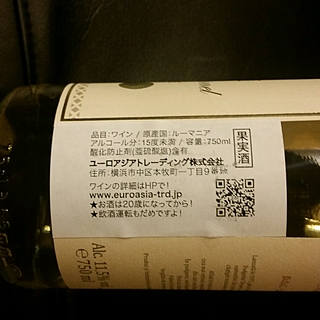 品目：ワイン / 原産国：ルーマニア
アルコール分：15度未満 / 容量：750ml
酸化防止剤(亜硫酸塩)含有
ユーロアジアトレーディング株式会社
住所：横浜市中区本牧町一丁目9番地
ワインの詳細はHPで！
www.euroasia-trd.jp
★お酒は20歳になってから！
★飲酒運転もだめですよ！
果実酒
Alc. 11.5%
℮ 750 ml